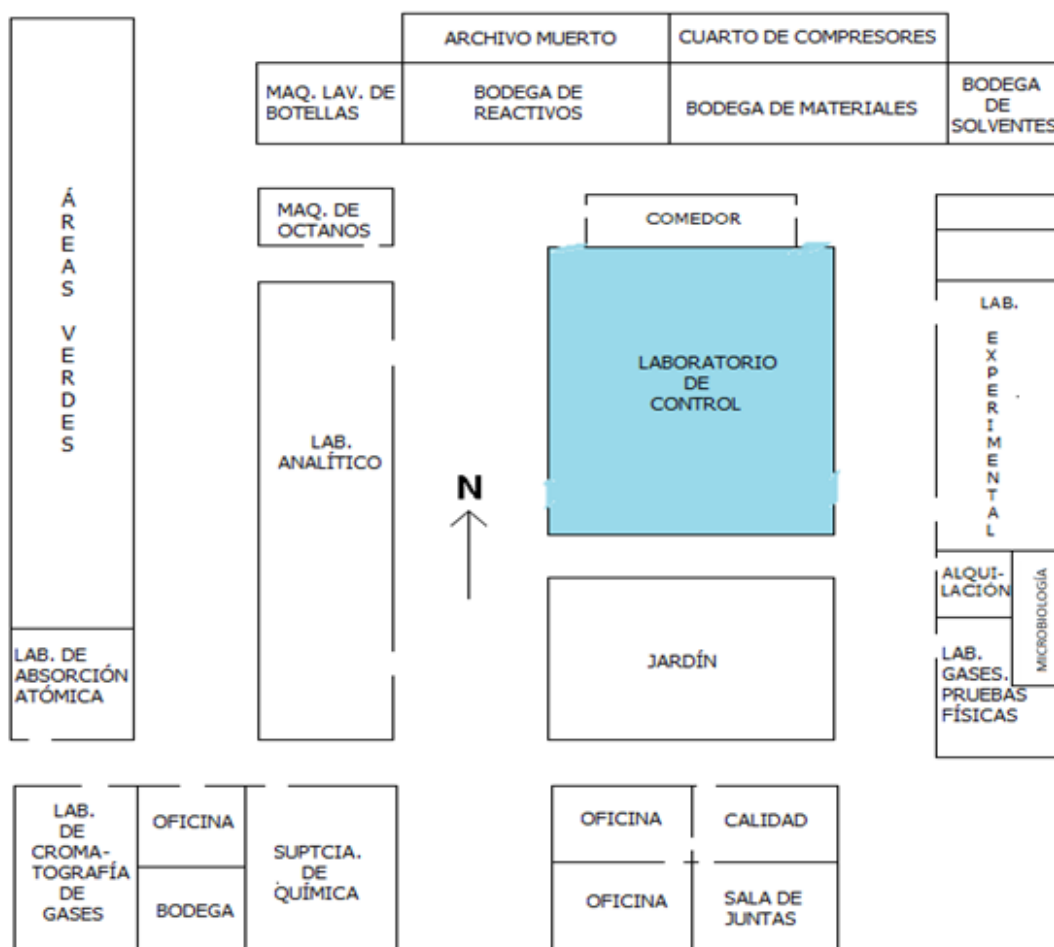 ARCHIVO MUERTO
CUARTO DE COMPRESORES
MAQ. LAV. DE
BOTELLAS
BODEGA DE
REACTIVOS
BODEGA DE MATERIALES
BODEGA
DE
SOLVENTES
ÁREAS VERDES
MAQ. DE
OCTANOS
COMEDOR
LABORATORIO
DE
CONTROL
LAB.
EXPERIMENTAL
LAB.
ANALÍTICO
N
ALQUI-
LACIÓN
MICROBIOLOGÍA
LAB. DE
ABSORCIÓN
ATÓMICA
JARDÍN
LAB.
GASES.
PRUEBAS
FÍSICAS
LAB.
DE
CROMA-
TOGRAFÍA
DE
GASES
OFICINA
BODEGA
SUPTCIA.
DE
QUÍMICA
OFICINA
CALIDAD
OFICINA
SALA DE
JUNTAS